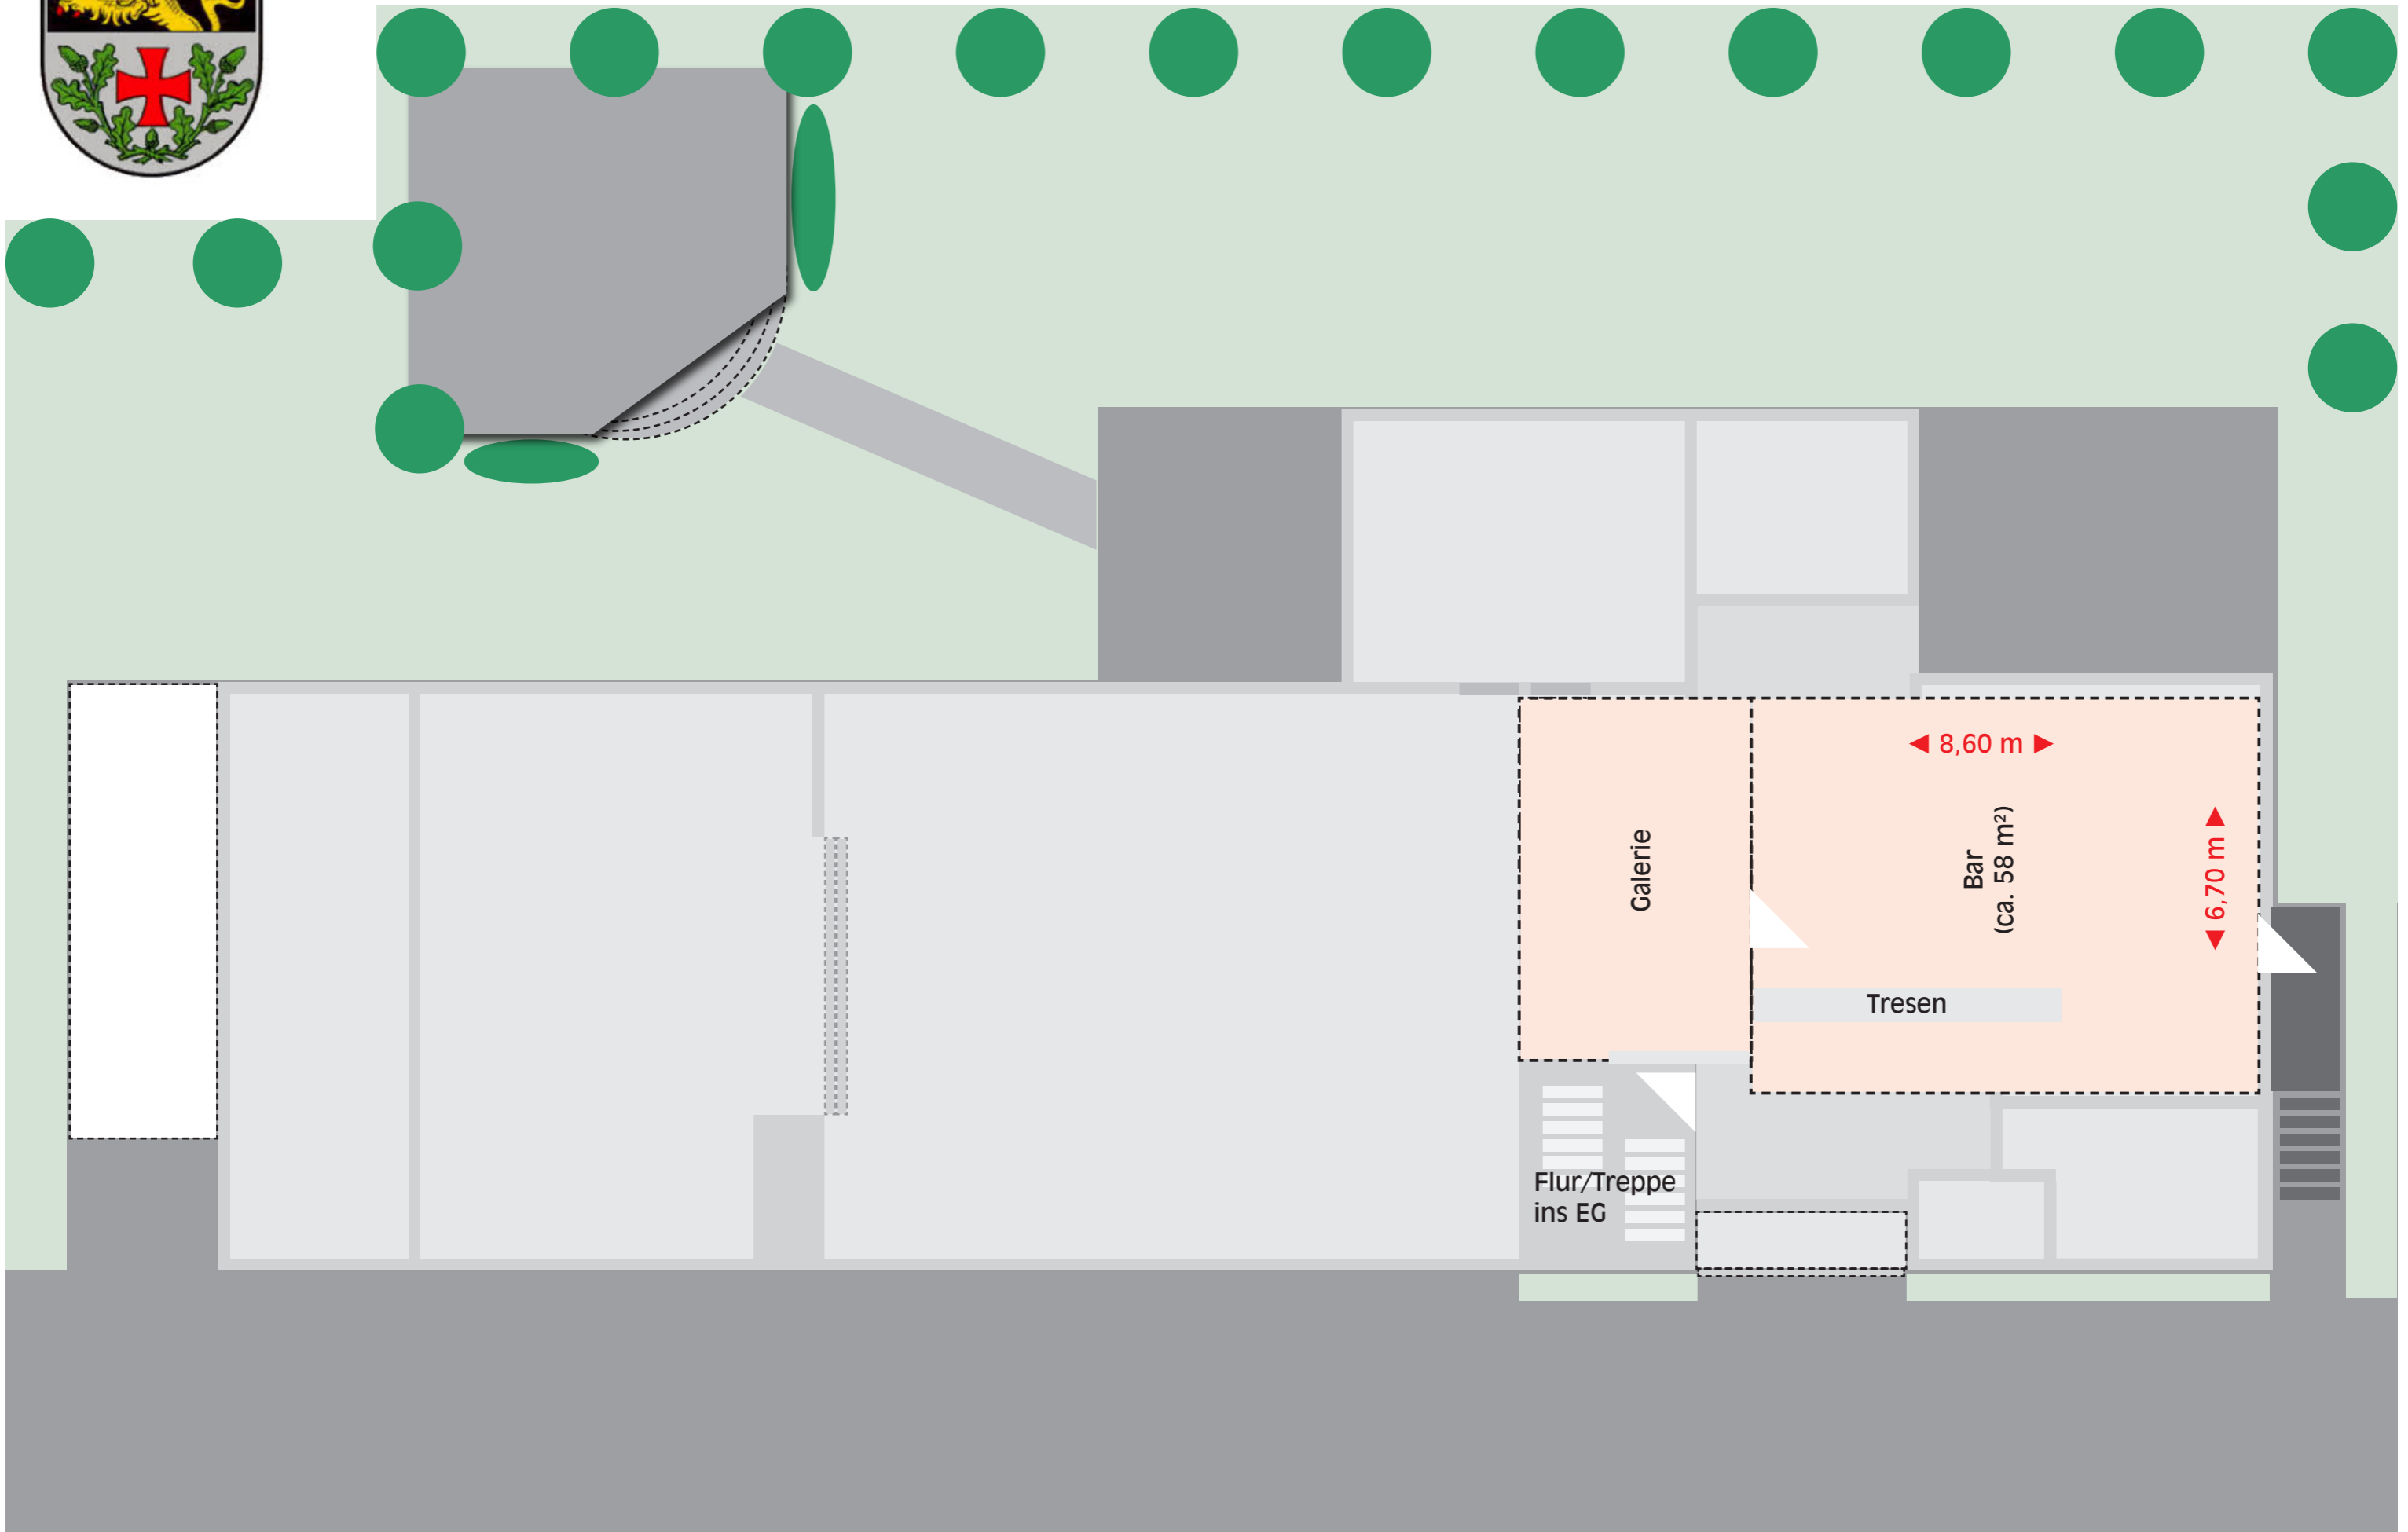 ◀ 8,60 m ▶
Galerie
Bar
(ca. 58 m²)
◀ 6,70 m ▶
Tresen
Flur/Treppe
ins EG